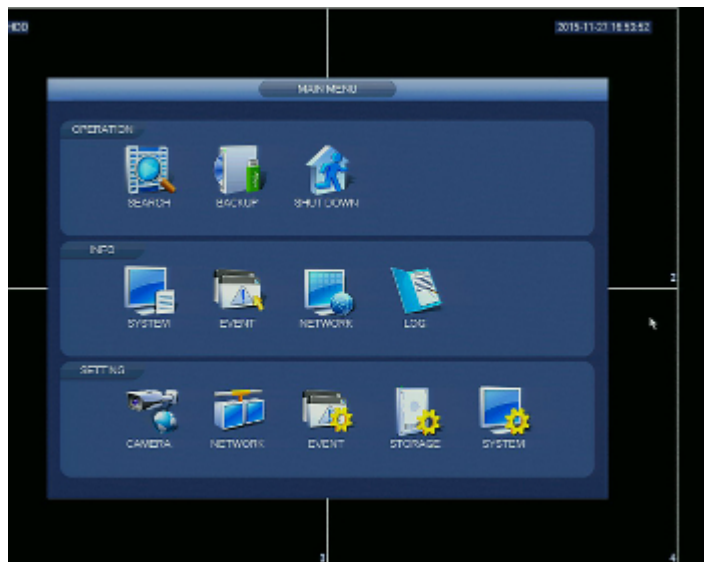 HDD 2015-11-27 16:53:52
MAIN MENU
OPERATION
SEARCH BACKUP SHUT DOWN
INFO
SYSTEM EVENT NETWORK LOG
2
SETTING
CAMERA NETWORK EVENT STORAGE SYSTEM
3 4